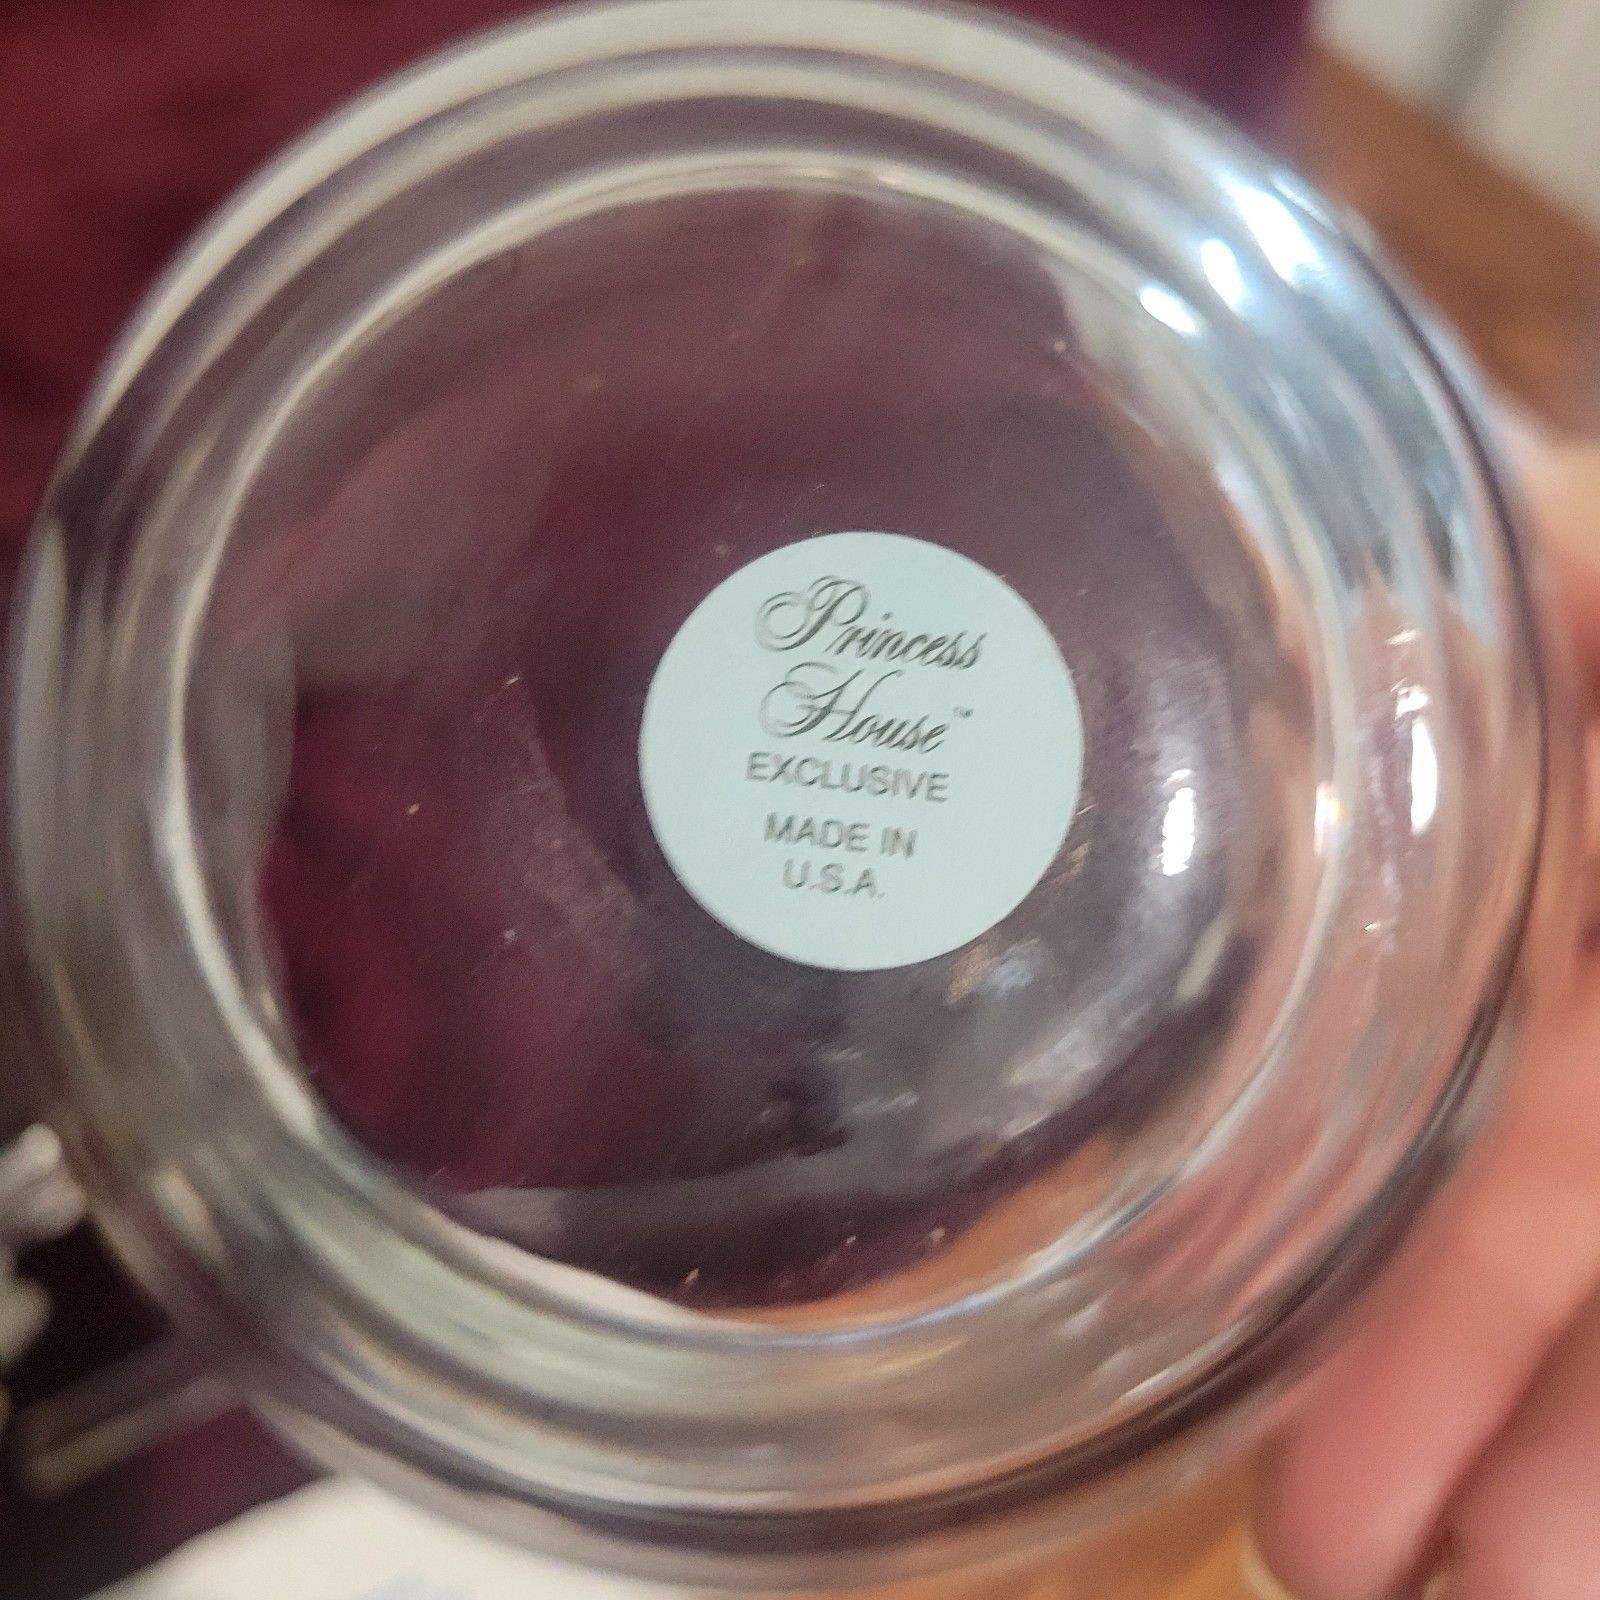 Princess
House™
EXCLUSIVE
MADE IN
U.S.A.